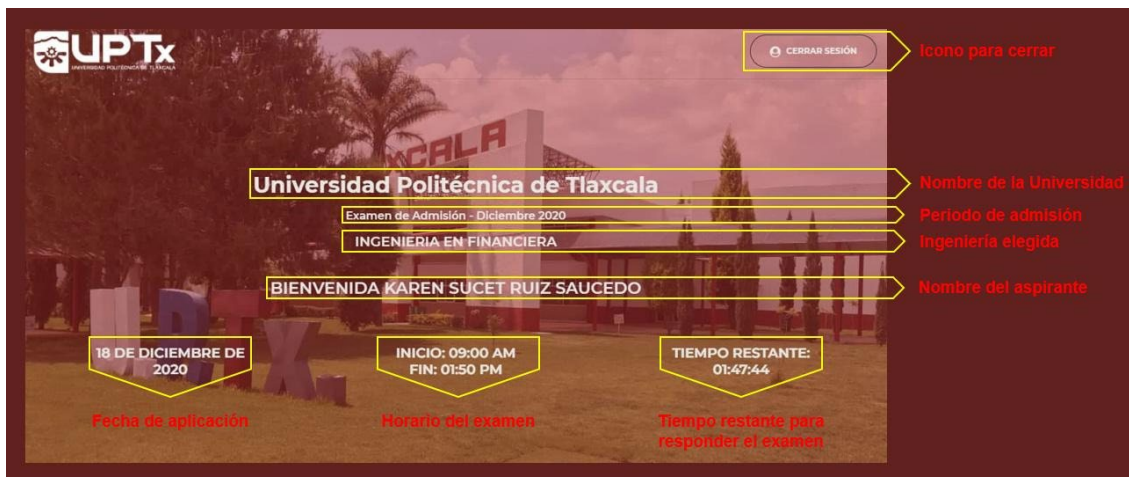 UPTx
UNIVERSIDAD POLITÉCNICA DE TLAXCALA
CERRAR SESIÓN
Icono para cerrar
XCALA
Universidad Politécnica de Tlaxcala
Nombre de la Universidad
Examen de Admisión - Diciembre 2020
Periodo de admisión
INGENIERIA EN FINANCIERA
Ingeniería elegida
BIENVENIDA KAREN SUCET RUIZ SAUCEDO
Nombre del aspirante
U.P.T.X.
18 DE DICIEMBRE DE
2020
INICIO: 09:00 AM
FIN: 01:50 PM
TIEMPO RESTANTE:
01:47:44
Fecha de aplicación
Horario del examen
Tiempo restante para
responder el examen